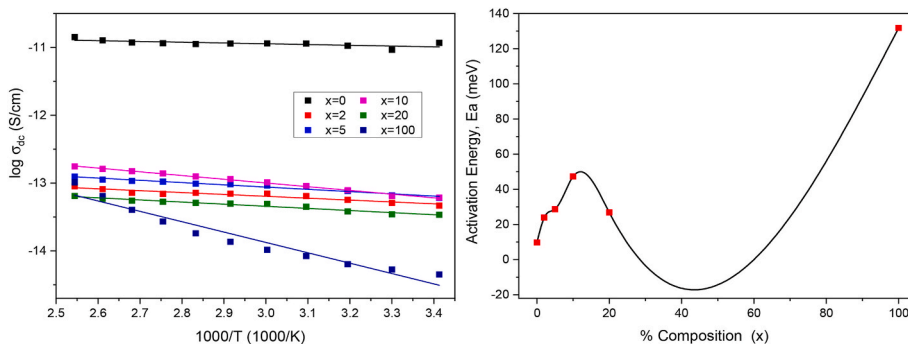 -11
-12
-13
-14
log σdc (S/cm)
x=0 x=10
x=2 x=20
x=5 x=100
2.5 2.6 2.7 2.8 2.9 3.0 3.1 3.2 3.3 3.4
1000/T (1000/K)
140
120
100
80
60
40
20
0
-20
Activation Energy, Ea (meV)
0 20 40 60 80 100
% Composition (x)